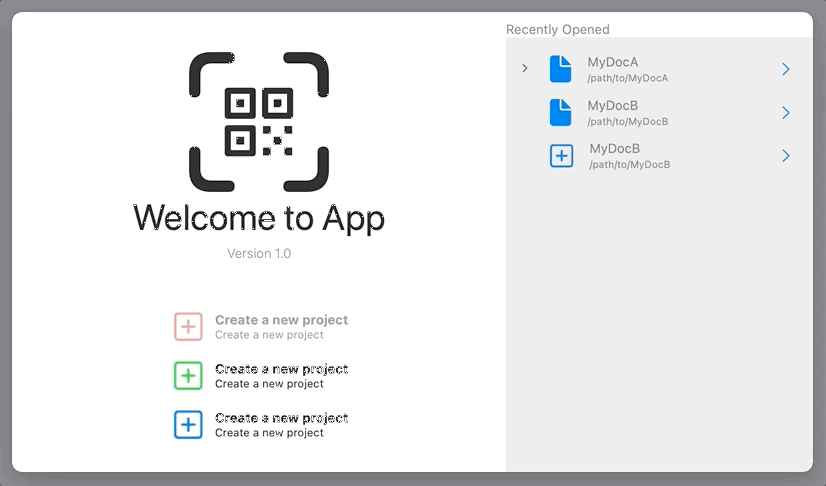 Welcome to App
Version 1.0
Create a new project
Create a new project
Create a new project
Create a new project
Create a new project
Create a new project
Recently Opened
MyDocA
/path/to/MyDocA
MyDocB
/path/to/MyDocB
MyDocB
/path/to/MyDocB